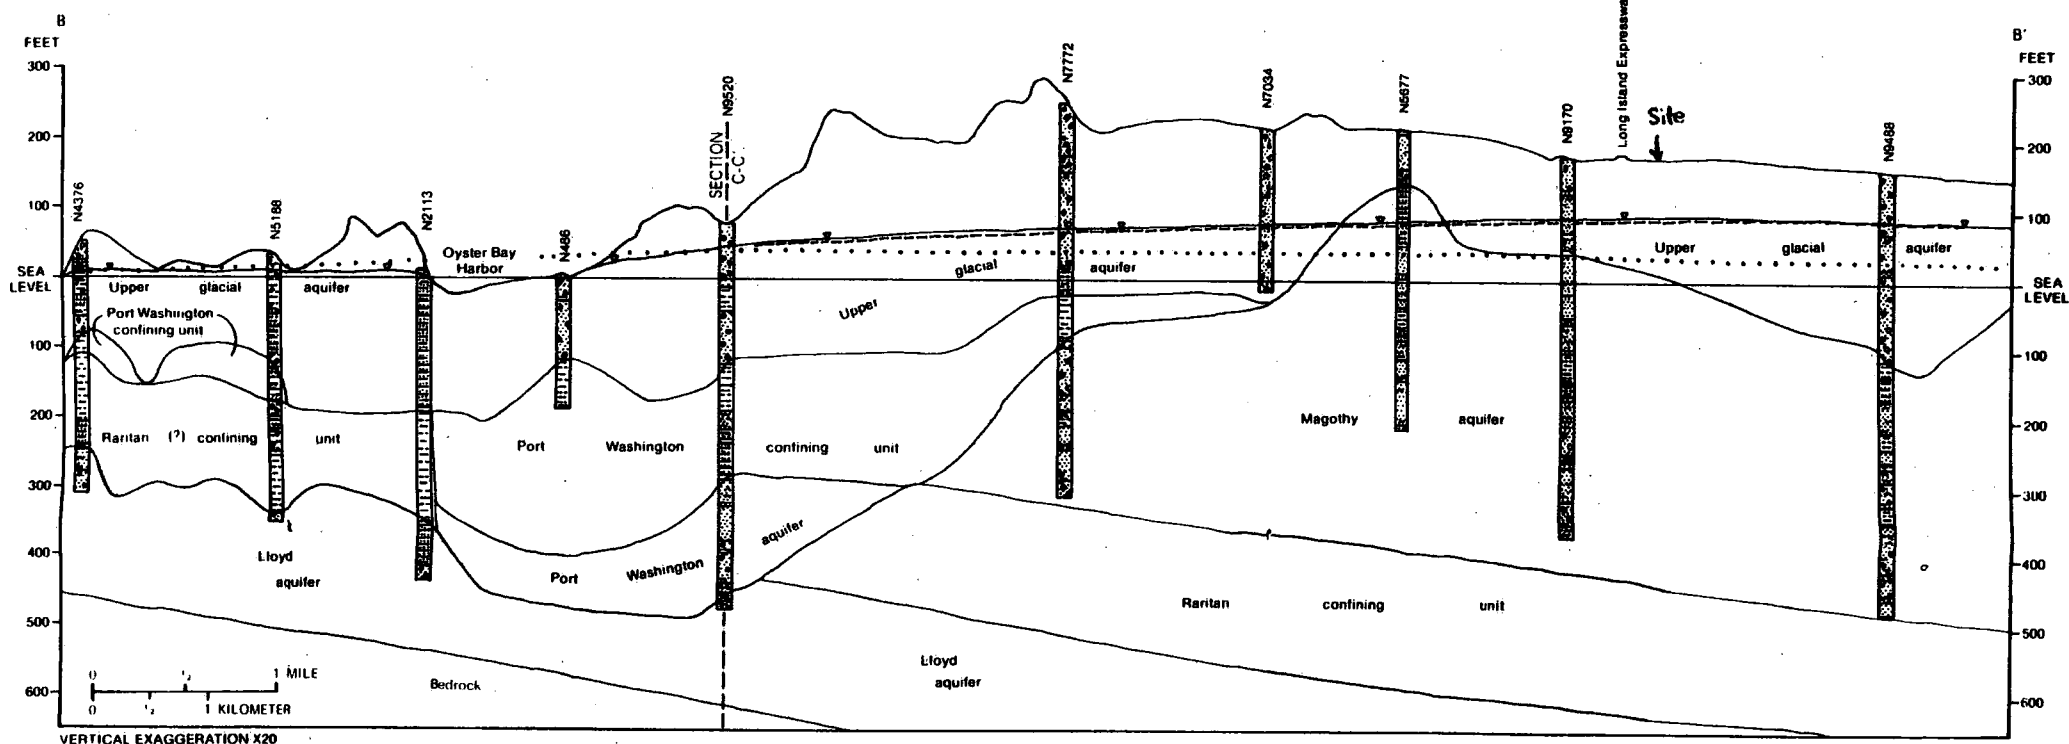 B
FEET
300
200
100
SEA
LEVEL
100
200
300
400
500
600
B'
FEET
300
200
100
SEA
LEVEL
100
200
300
400
500
600
N4376
N5188
N2113
N486
SECTION
C-C'
N9520
N7772
N7034
N5677
N9170
Long Island Expressway
Site
N9488
Oyster Bay
Harbor
Upper glacial aquifer
Port Washington
confining unit
Upper
glacial aquifer
Upper glacial aquifer
Raritan (?) confining unit
Port Washington confining unit
Magothy aquifer
Lloyd
aquifer
Port Washington aquifer
Raritan confining unit
Lloyd
aquifer
Bedrock
0 1/2 1 MILE
0 1/2 1 KILOMETER
VERTICAL EXAGGERATION X20